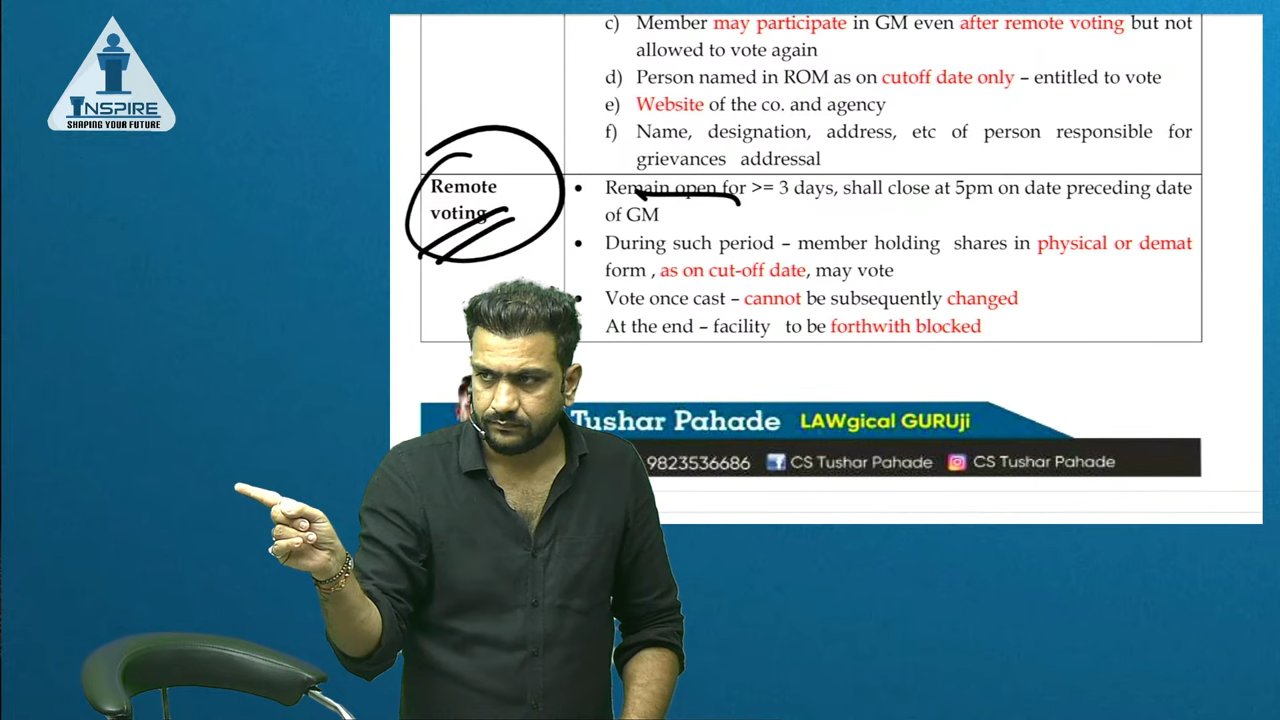 INSPIRE
SHAPING YOUR FUTURE
c) Member may participate in GM even after remote voting but not
allowed to vote again
d) Person named in ROM as on cutoff date only – entitled to vote
e) Website of the co. and agency
f) Name, designation, address, etc of person responsible for
grievances addressal
Remote
voting
• Remain open for >= 3 days, shall close at 5pm on date preceding date
of GM
• During such period – member holding shares in physical or demat
form , as on cut-off date, may vote
• Vote once cast – cannot be subsequently changed
At the end – facility to be forthwith blocked
Tushar Pahade LAWgical GURUji
9823536686 CS Tushar Pahade CS Tushar Pahade